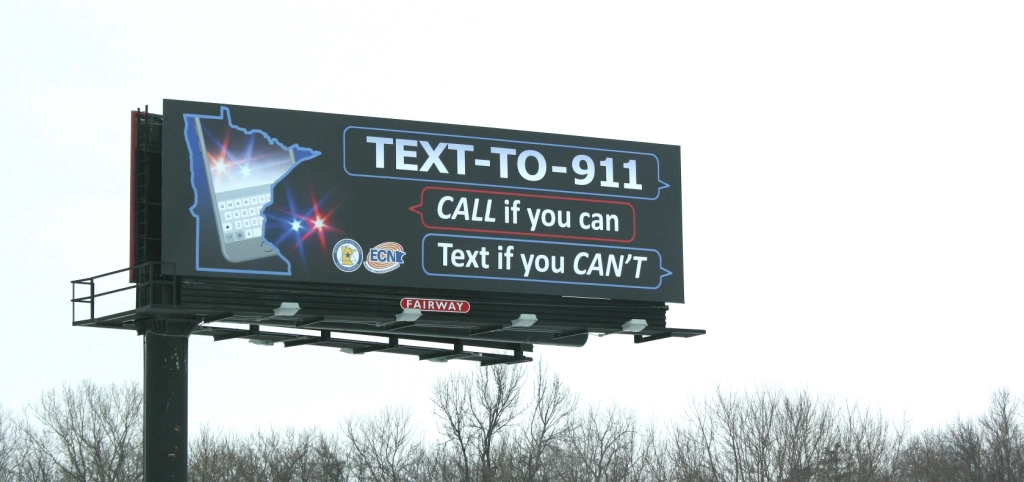 TEXT-TO-911
CALL if you can
Text if you CAN'T
ECN
FAIRWAY